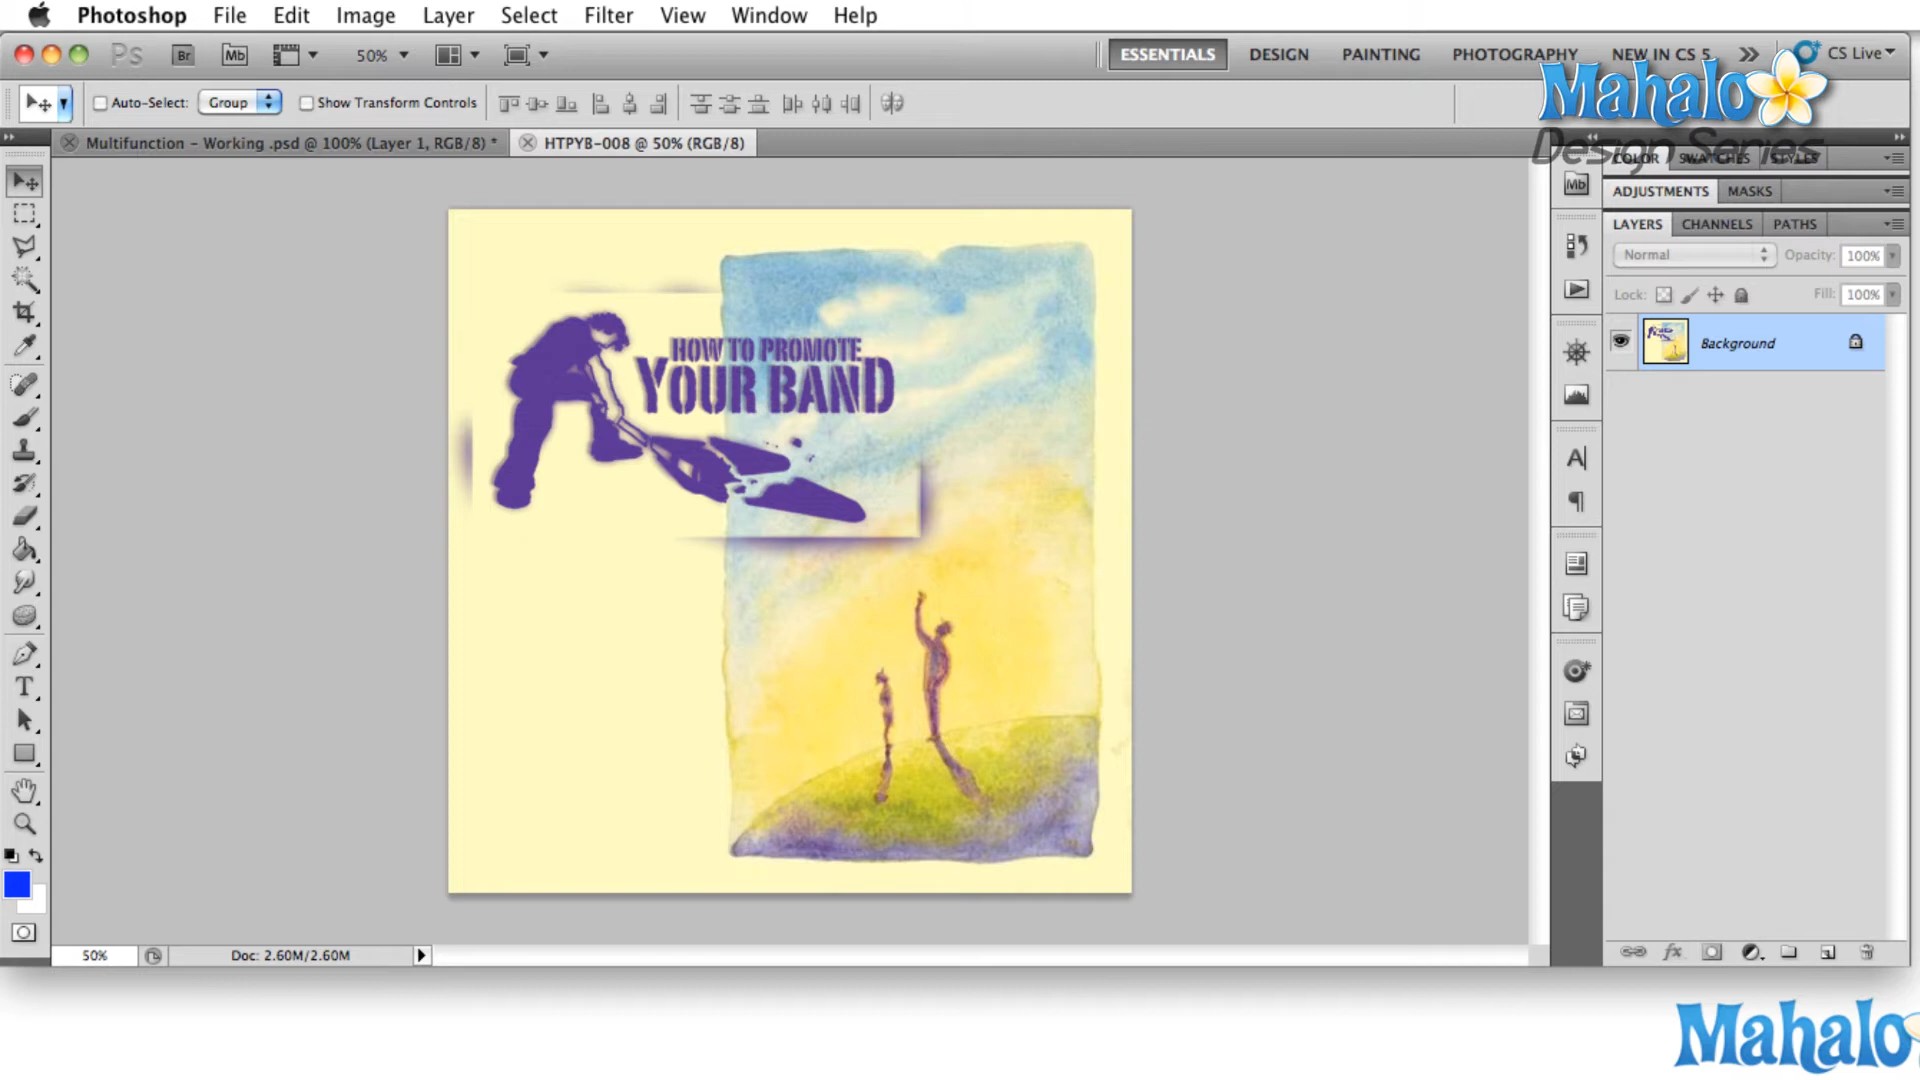 Photoshop File Edit Image Layer Select Filter View Window Help
Ps Br Mb 50% ESSENTIALS DESIGN PAINTING PHOTOGRAPHY NEW IN CS 5 CS Live
Auto-Select: Group Show Transform Controls
Mahalo
Design Series
Multifunction - Working .psd @ 100% (Layer 1, RGB/8) * HTPYB-008 @ 50% (RGB/8)
COLOR SWATCHES STYLES
Mb
ADJUSTMENTS MASKS
LAYERS CHANNELS PATHS
Normal Opacity: 100%
Lock: Fill: 100%
Background
HOW TO PROMOTE
YOUR BAND
A
T
fx
50% Doc: 2.60M/2.60M
Mahalo